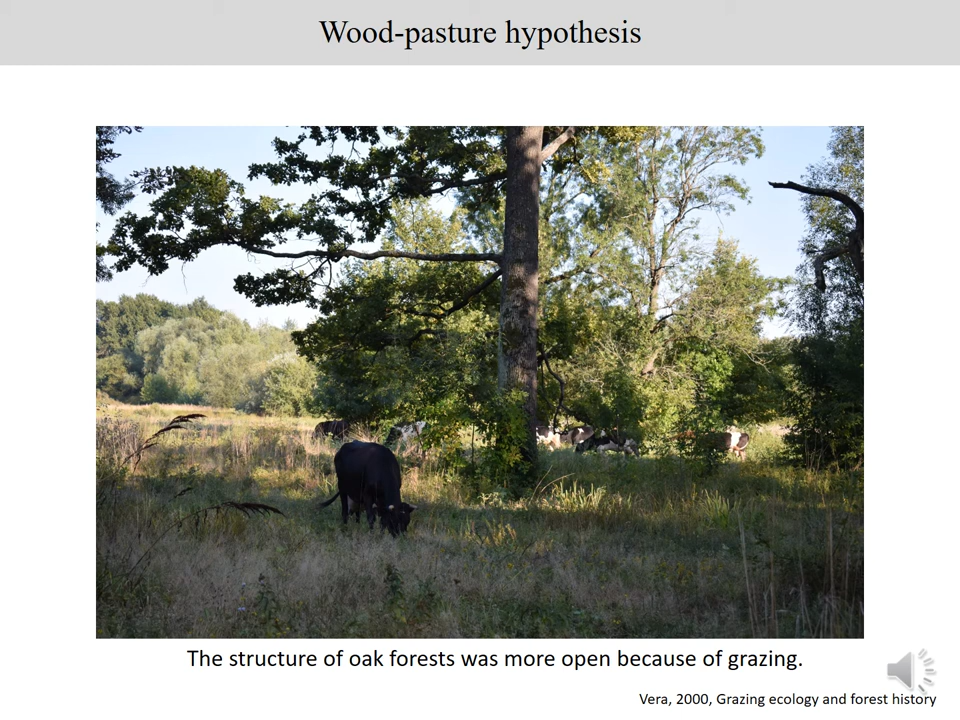 Wood-pasture hypothesis
The structure of oak forests was more open because of grazing.
Vera, 2000, Grazing ecology and forest history